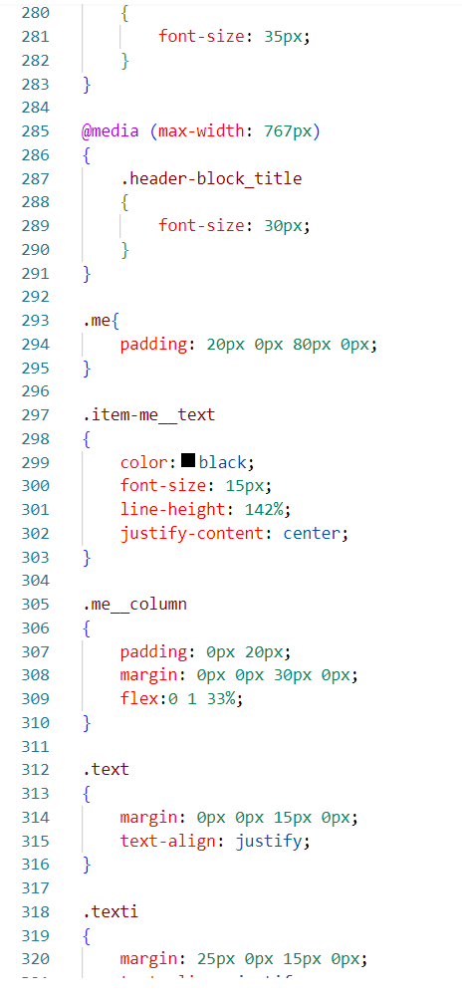 280 {
281 font-size: 35px;
282 }
283 }
284
285 @media (max-width: 767px)
286 {
287 .header-block_title
288 {
289 font-size: 30px;
290 }
291 }
292
293 .me{
294 padding: 20px 0px 80px 0px;
295 }
296
297 .item-me__text
298 {
299 color: black;
300 font-size: 15px;
301 line-height: 142%;
302 justify-content: center;
303 }
304
305 .me__column
306 {
307 padding: 0px 20px;
308 margin: 0px 0px 30px 0px;
309 flex:0 1 33%;
310 }
311
312 .text
313 {
314 margin: 0px 0px 15px 0px;
315 text-align: justify;
316 }
317
318 .texti
319 {
320 margin: 25px 0px 15px 0px;